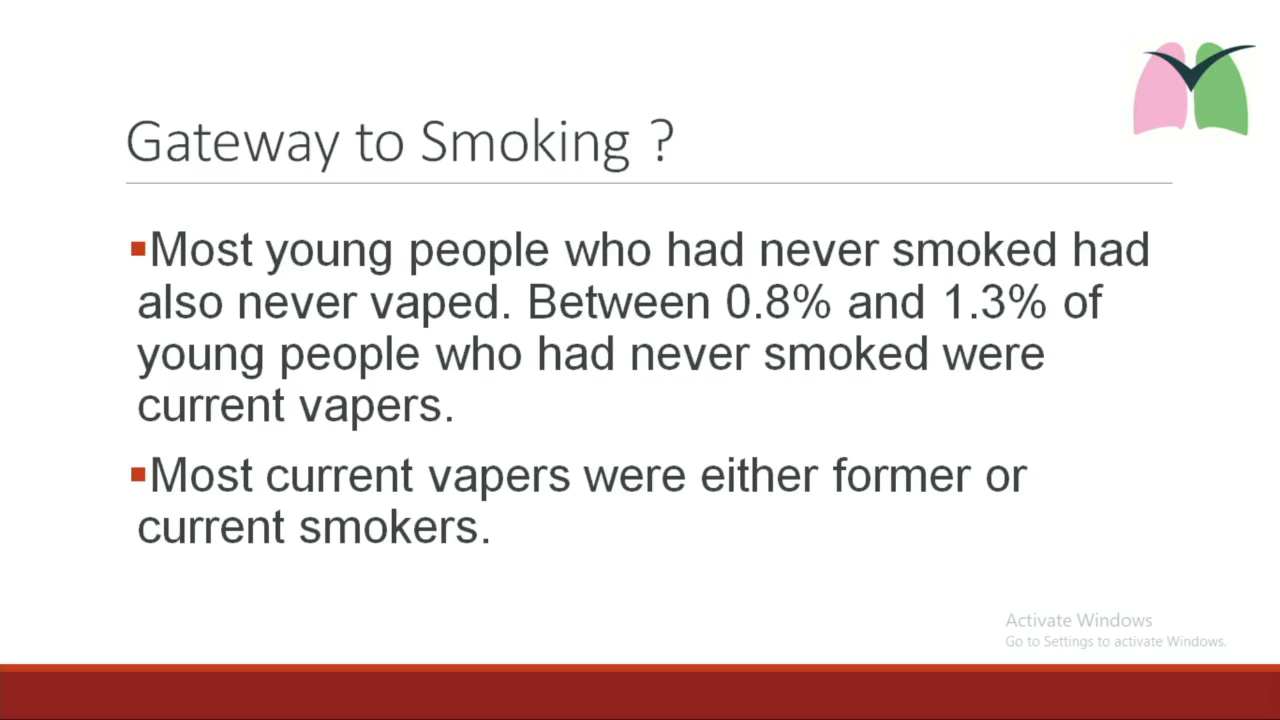 Gateway to Smoking ?
▪Most young people who had never smoked had
also never vaped. Between 0.8% and 1.3% of
young people who had never smoked were
current vapers.
▪Most current vapers were either former or
current smokers.
Activate Windows
Go to Settings to activate Windows.